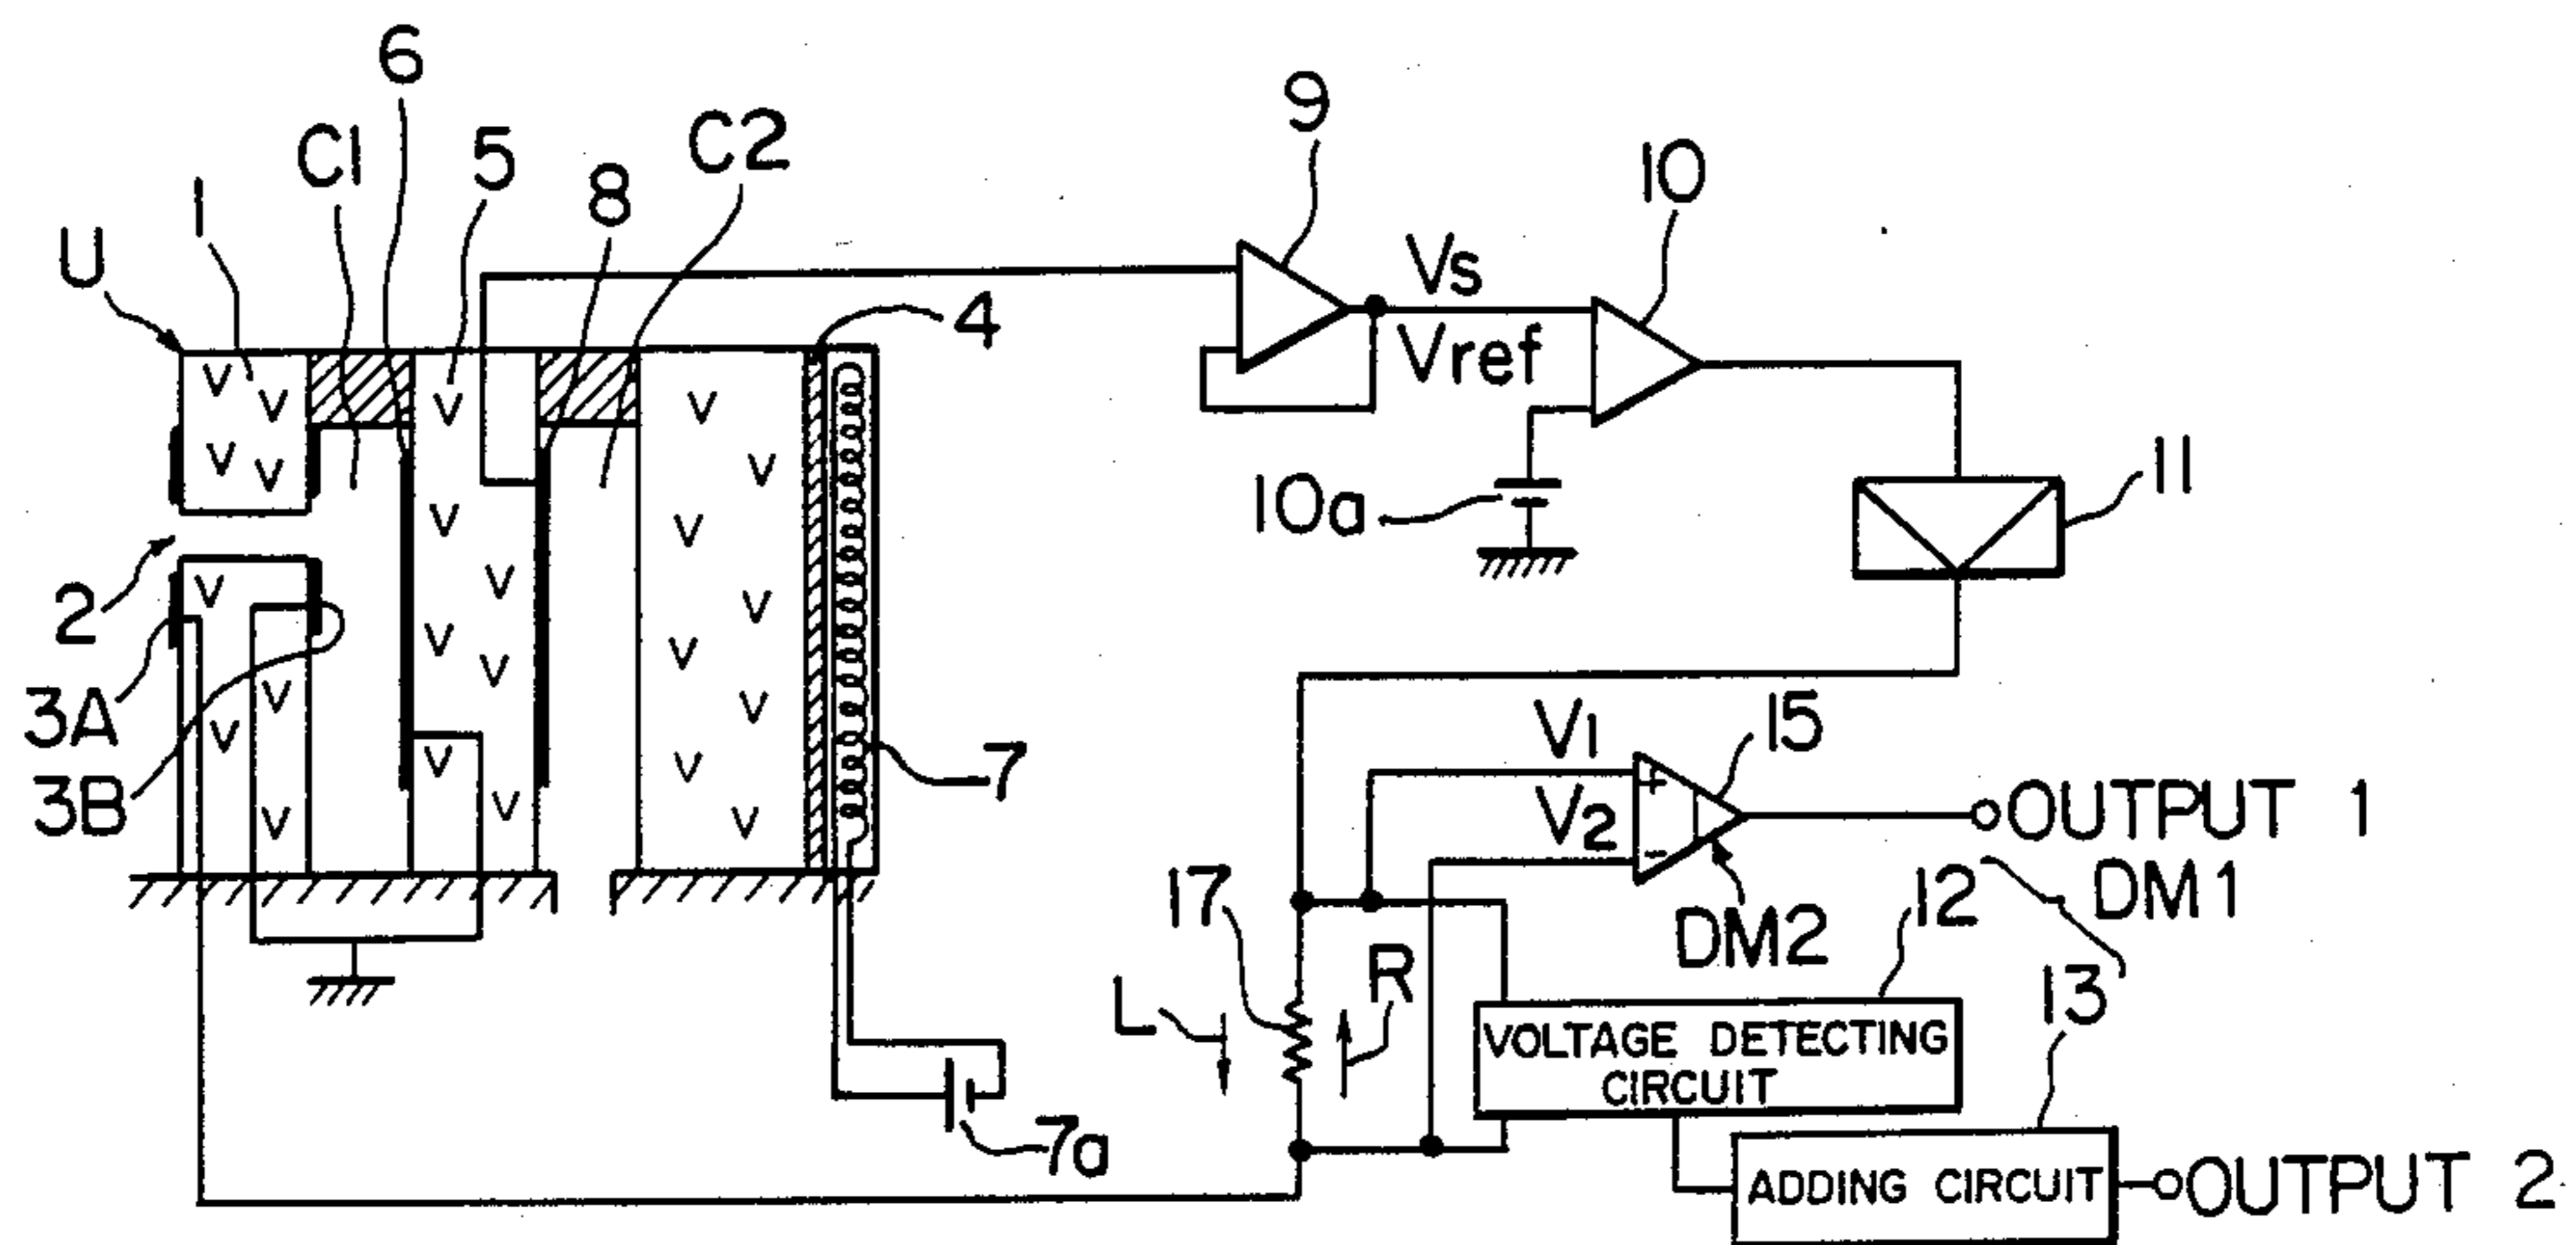 6
C1
5
C2
8
1
U
9
10
Vs
Vref
4
10a
11
2
3A
3B
7
7a
V1
V2
15
OUTPUT 1
DM1
DM2
12
17
L
R
13
VOLTAGE DETECTING
CIRCUIT
ADDING CIRCUIT
OUTPUT 2
+
-